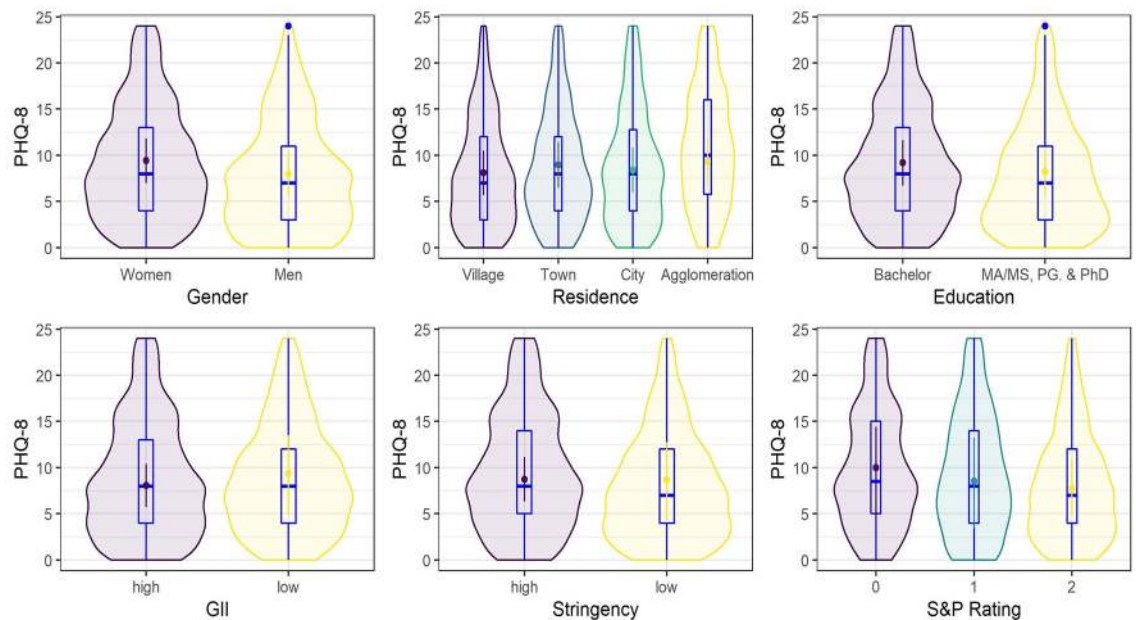 25
20
15
10
5
0
PHQ-8
Women Men
Gender
25
20
15
10
5
0
PHQ-8
Village Town City Agglomeration
Residence
25
20
15
10
5
0
PHQ-8
Bachelor MA/MS, PG. & PhD
Education
25
20
15
10
5
0
PHQ-8
high low
GII
25
20
15
10
5
0
PHQ-8
high low
Stringency
25
20
15
10
5
0
PHQ-8
0 1 2
S&P Rating